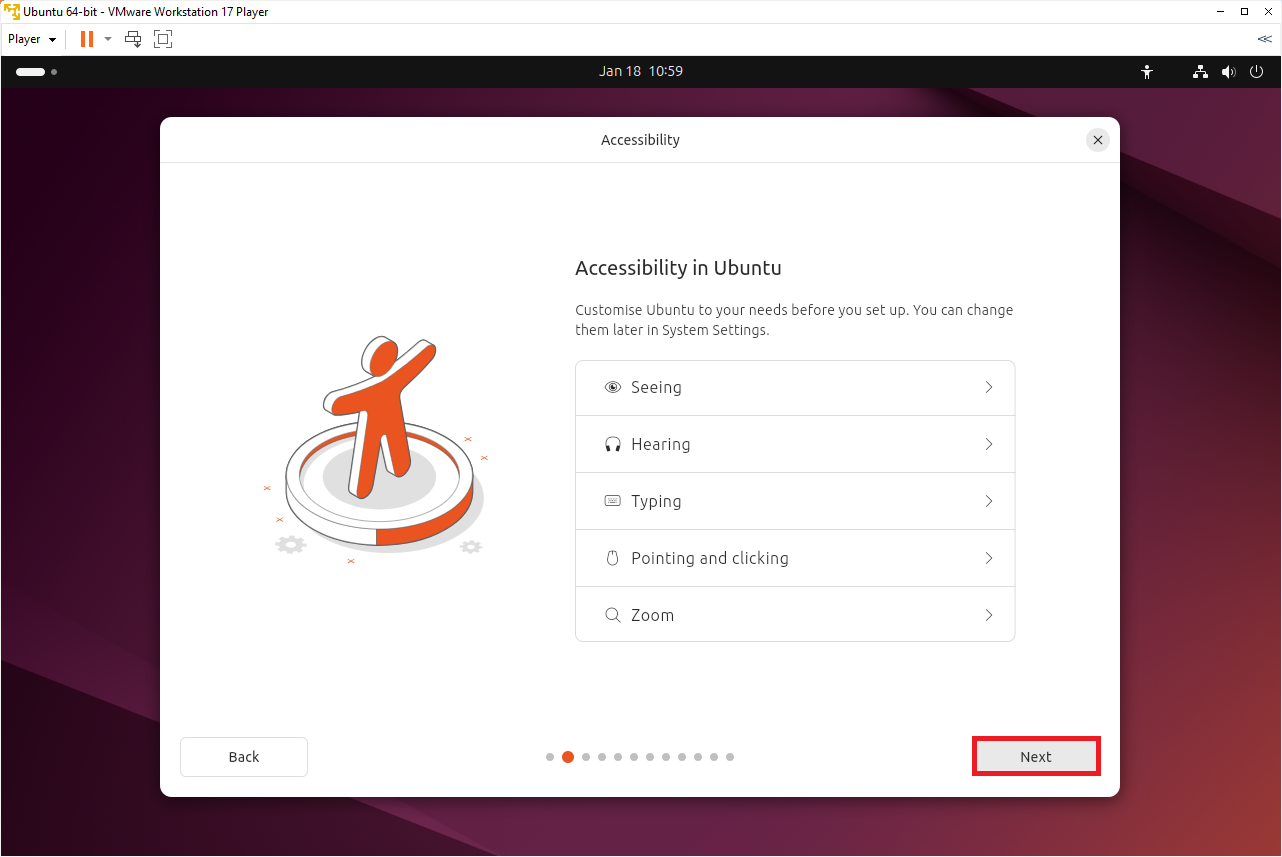 Ubuntu 64-bit - VMware Workstation 17 Player
Player
Jan 18 10:59
Accessibility
Accessibility in Ubuntu
Customise Ubuntu to your needs before you set up. You can change
them later in System Settings.
Seeing
Hearing
Typing
Pointing and clicking
Zoom
Back
Next